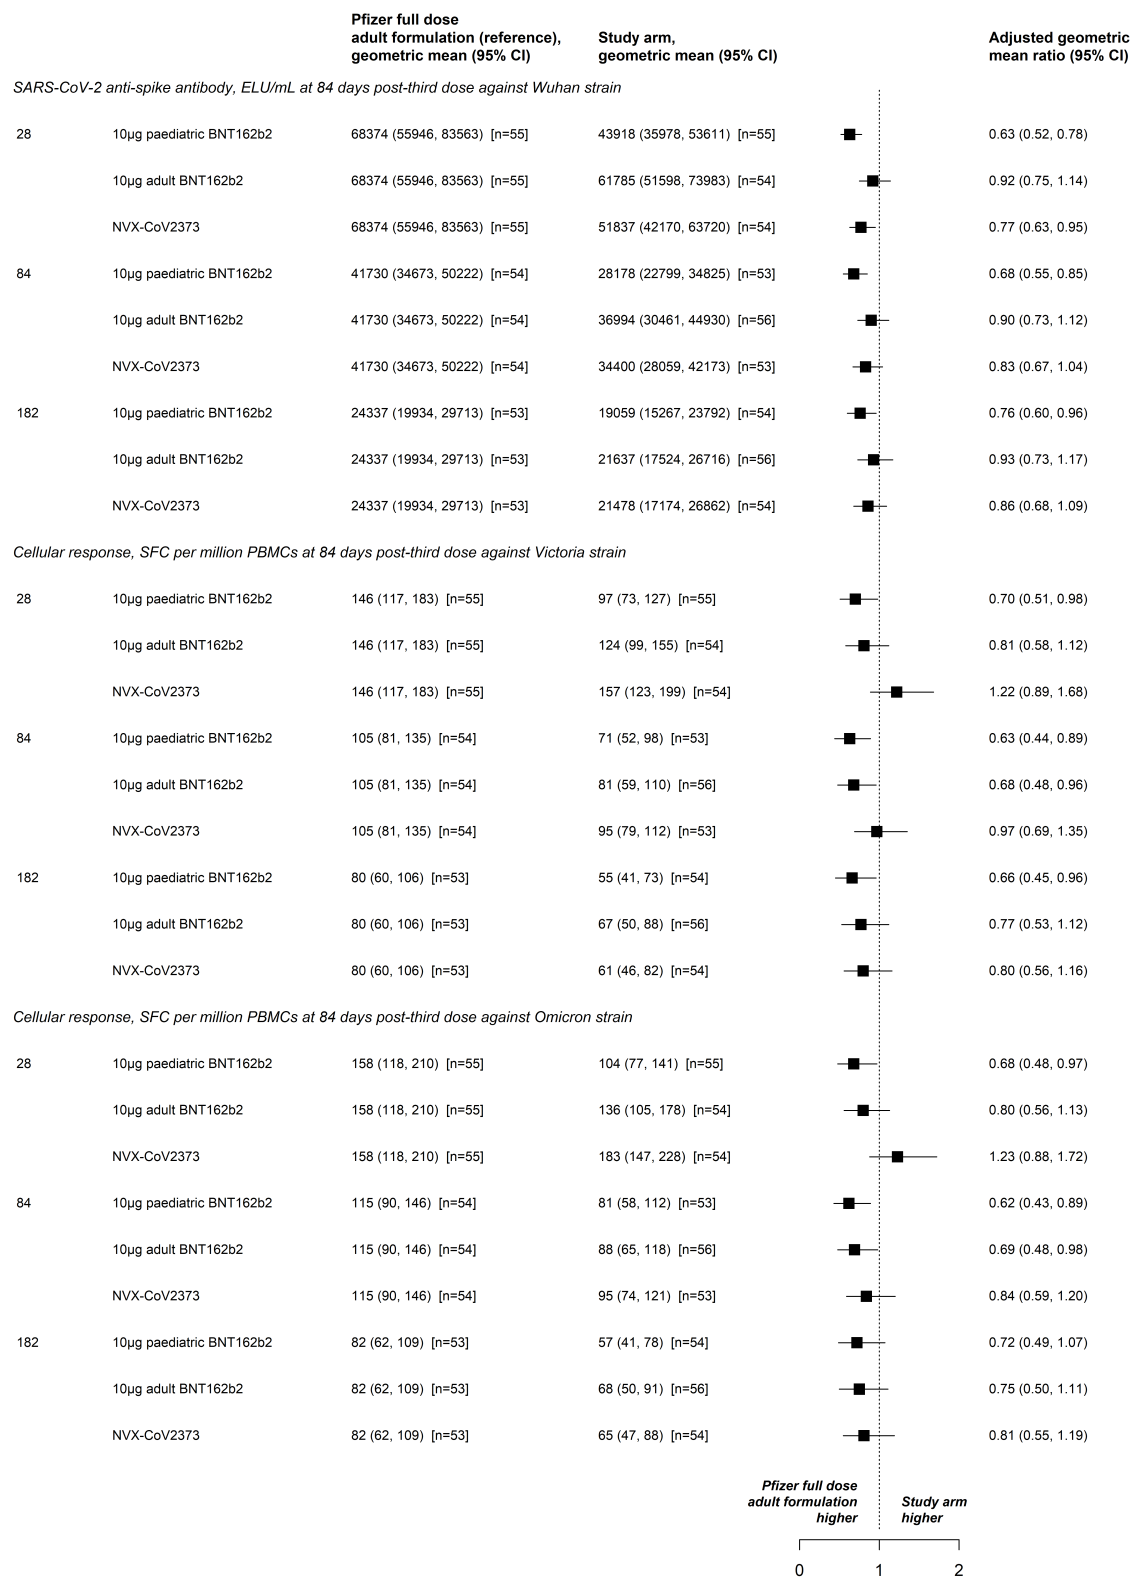 Pfizer full dose
adult formulation (reference),
geometric mean (95% CI)
Study arm,
geometric mean (95% CI)
Adjusted geometric
mean ratio (95% CI)
SARS-CoV-2 anti-spike antibody, ELU/mL at 84 days post-third dose against Wuhan strain
28 10µg paediatric BNT162b2 68374 (55946, 83563) [n=55] 43918 (35978, 53611) [n=55] 0.63 (0.52, 0.78)
10µg adult BNT162b2 68374 (55946, 83563) [n=55] 61785 (51598, 73983) [n=54] 0.92 (0.75, 1.14)
NVX-CoV2373 68374 (55946, 83563) [n=55] 51837 (42170, 63720) [n=54] 0.77 (0.63, 0.95)
84 10µg paediatric BNT162b2 41730 (34673, 50222) [n=54] 28178 (22799, 34825) [n=53] 0.68 (0.55, 0.85)
10µg adult BNT162b2 41730 (34673, 50222) [n=54] 36994 (30461, 44930) [n=56] 0.90 (0.73, 1.12)
NVX-CoV2373 41730 (34673, 50222) [n=54] 34400 (28059, 42173) [n=53] 0.83 (0.67, 1.04)
182 10µg paediatric BNT162b2 24337 (19934, 29713) [n=53] 19059 (15267, 23792) [n=54] 0.76 (0.60, 0.96)
10µg adult BNT162b2 24337 (19934, 29713) [n=53] 21637 (17524, 26716) [n=56] 0.93 (0.73, 1.17)
NVX-CoV2373 24337 (19934, 29713) [n=53] 21478 (17174, 26862) [n=54] 0.86 (0.68, 1.09)
Cellular response, SFC per million PBMCs at 84 days post-third dose against Victoria strain
28 10µg paediatric BNT162b2 146 (117, 183) [n=55] 97 (73, 127) [n=55] 0.70 (0.51, 0.98)
10µg adult BNT162b2 146 (117, 183) [n=55] 124 (99, 155) [n=54] 0.81 (0.58, 1.12)
NVX-CoV2373 146 (117, 183) [n=55] 157 (123, 199) [n=54] 1.22 (0.89, 1.68)
84 10µg paediatric BNT162b2 105 (81, 135) [n=54] 71 (52, 98) [n=53] 0.63 (0.44, 0.89)
10µg adult BNT162b2 105 (81, 135) [n=54] 81 (59, 110) [n=56] 0.68 (0.48, 0.96)
NVX-CoV2373 105 (81, 135) [n=54] 95 (79, 112) [n=53] 0.97 (0.69, 1.35)
182 10µg paediatric BNT162b2 80 (60, 106) [n=53] 55 (41, 73) [n=54] 0.66 (0.45, 0.96)
10µg adult BNT162b2 80 (60, 106) [n=53] 67 (50, 88) [n=56] 0.77 (0.53, 1.12)
NVX-CoV2373 80 (60, 106) [n=53] 61 (46, 82) [n=54] 0.80 (0.56, 1.16)
Cellular response, SFC per million PBMCs at 84 days post-third dose against Omicron strain
28 10µg paediatric BNT162b2 158 (118, 210) [n=55] 104 (77, 141) [n=55] 0.68 (0.48, 0.97)
10µg adult BNT162b2 158 (118, 210) [n=55] 136 (105, 178) [n=54] 0.80 (0.56, 1.13)
NVX-CoV2373 158 (118, 210) [n=55] 183 (147, 228) [n=54] 1.23 (0.88, 1.72)
84 10µg paediatric BNT162b2 115 (90, 146) [n=54] 81 (58, 112) [n=53] 0.62 (0.43, 0.89)
10µg adult BNT162b2 115 (90, 146) [n=54] 88 (65, 118) [n=56] 0.69 (0.48, 0.98)
NVX-CoV2373 115 (90, 146) [n=54] 95 (74, 121) [n=53] 0.84 (0.59, 1.20)
182 10µg paediatric BNT162b2 82 (62, 109) [n=53] 57 (41, 78) [n=54] 0.72 (0.49, 1.07)
10µg adult BNT162b2 82 (62, 109) [n=53] 68 (50, 91) [n=56] 0.75 (0.50, 1.11)
NVX-CoV2373 82 (62, 109) [n=53] 65 (47, 88) [n=54] 0.81 (0.55, 1.19)
Pfizer full dose
adult formulation
higher
Study arm
higher
0 1 2